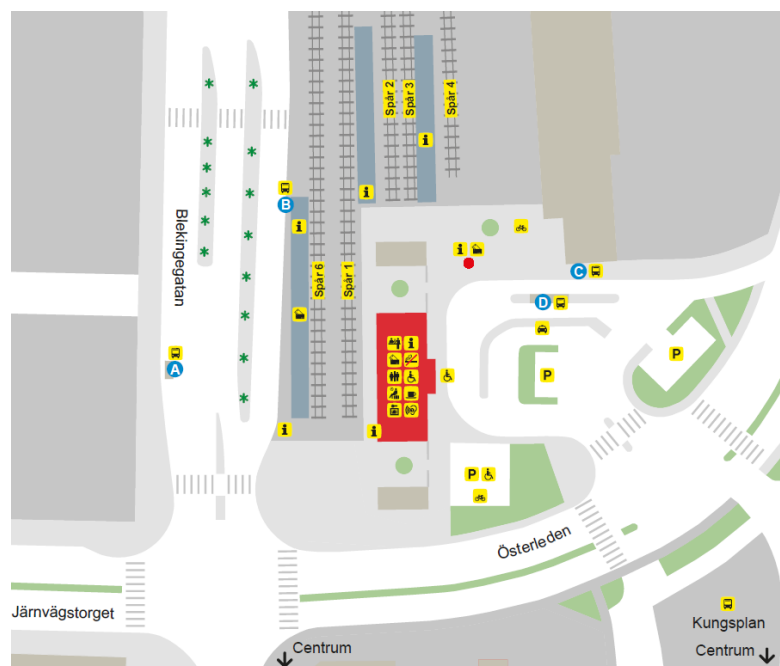 Spår 2
Spår 3
Spår 4
B
Blekingegatan
Spår 6
Spår 1
C
D
A
P
P
P
Österleden
Järnvägstorget
Kungsplan
Centrum
Centrum